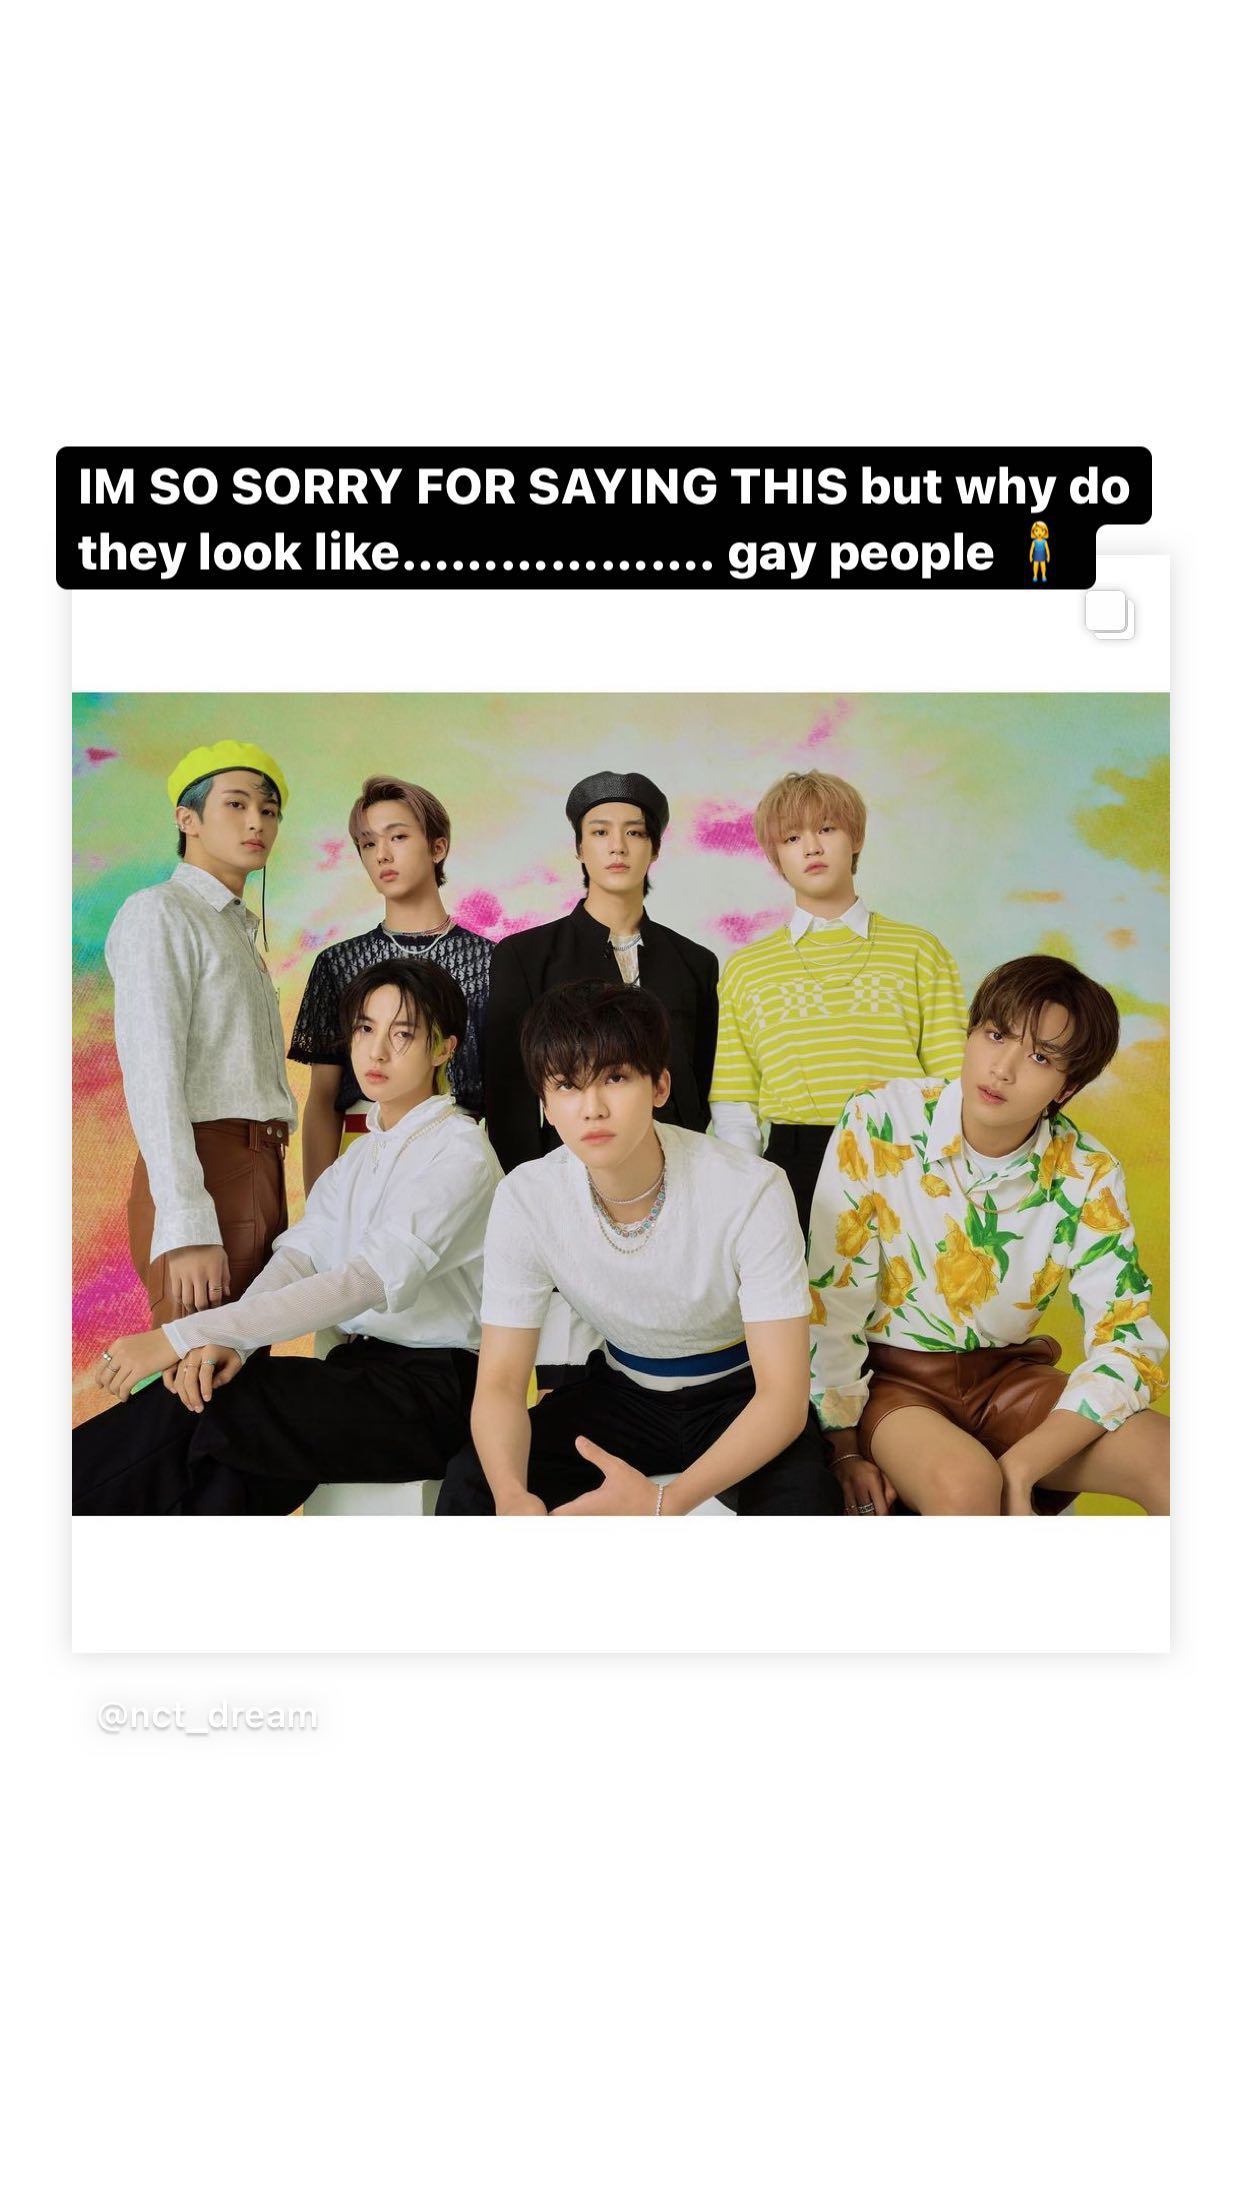 IM SO SORRY FOR SAYING THIS but why do
they look like................... gay people 🧍
@nct_dream